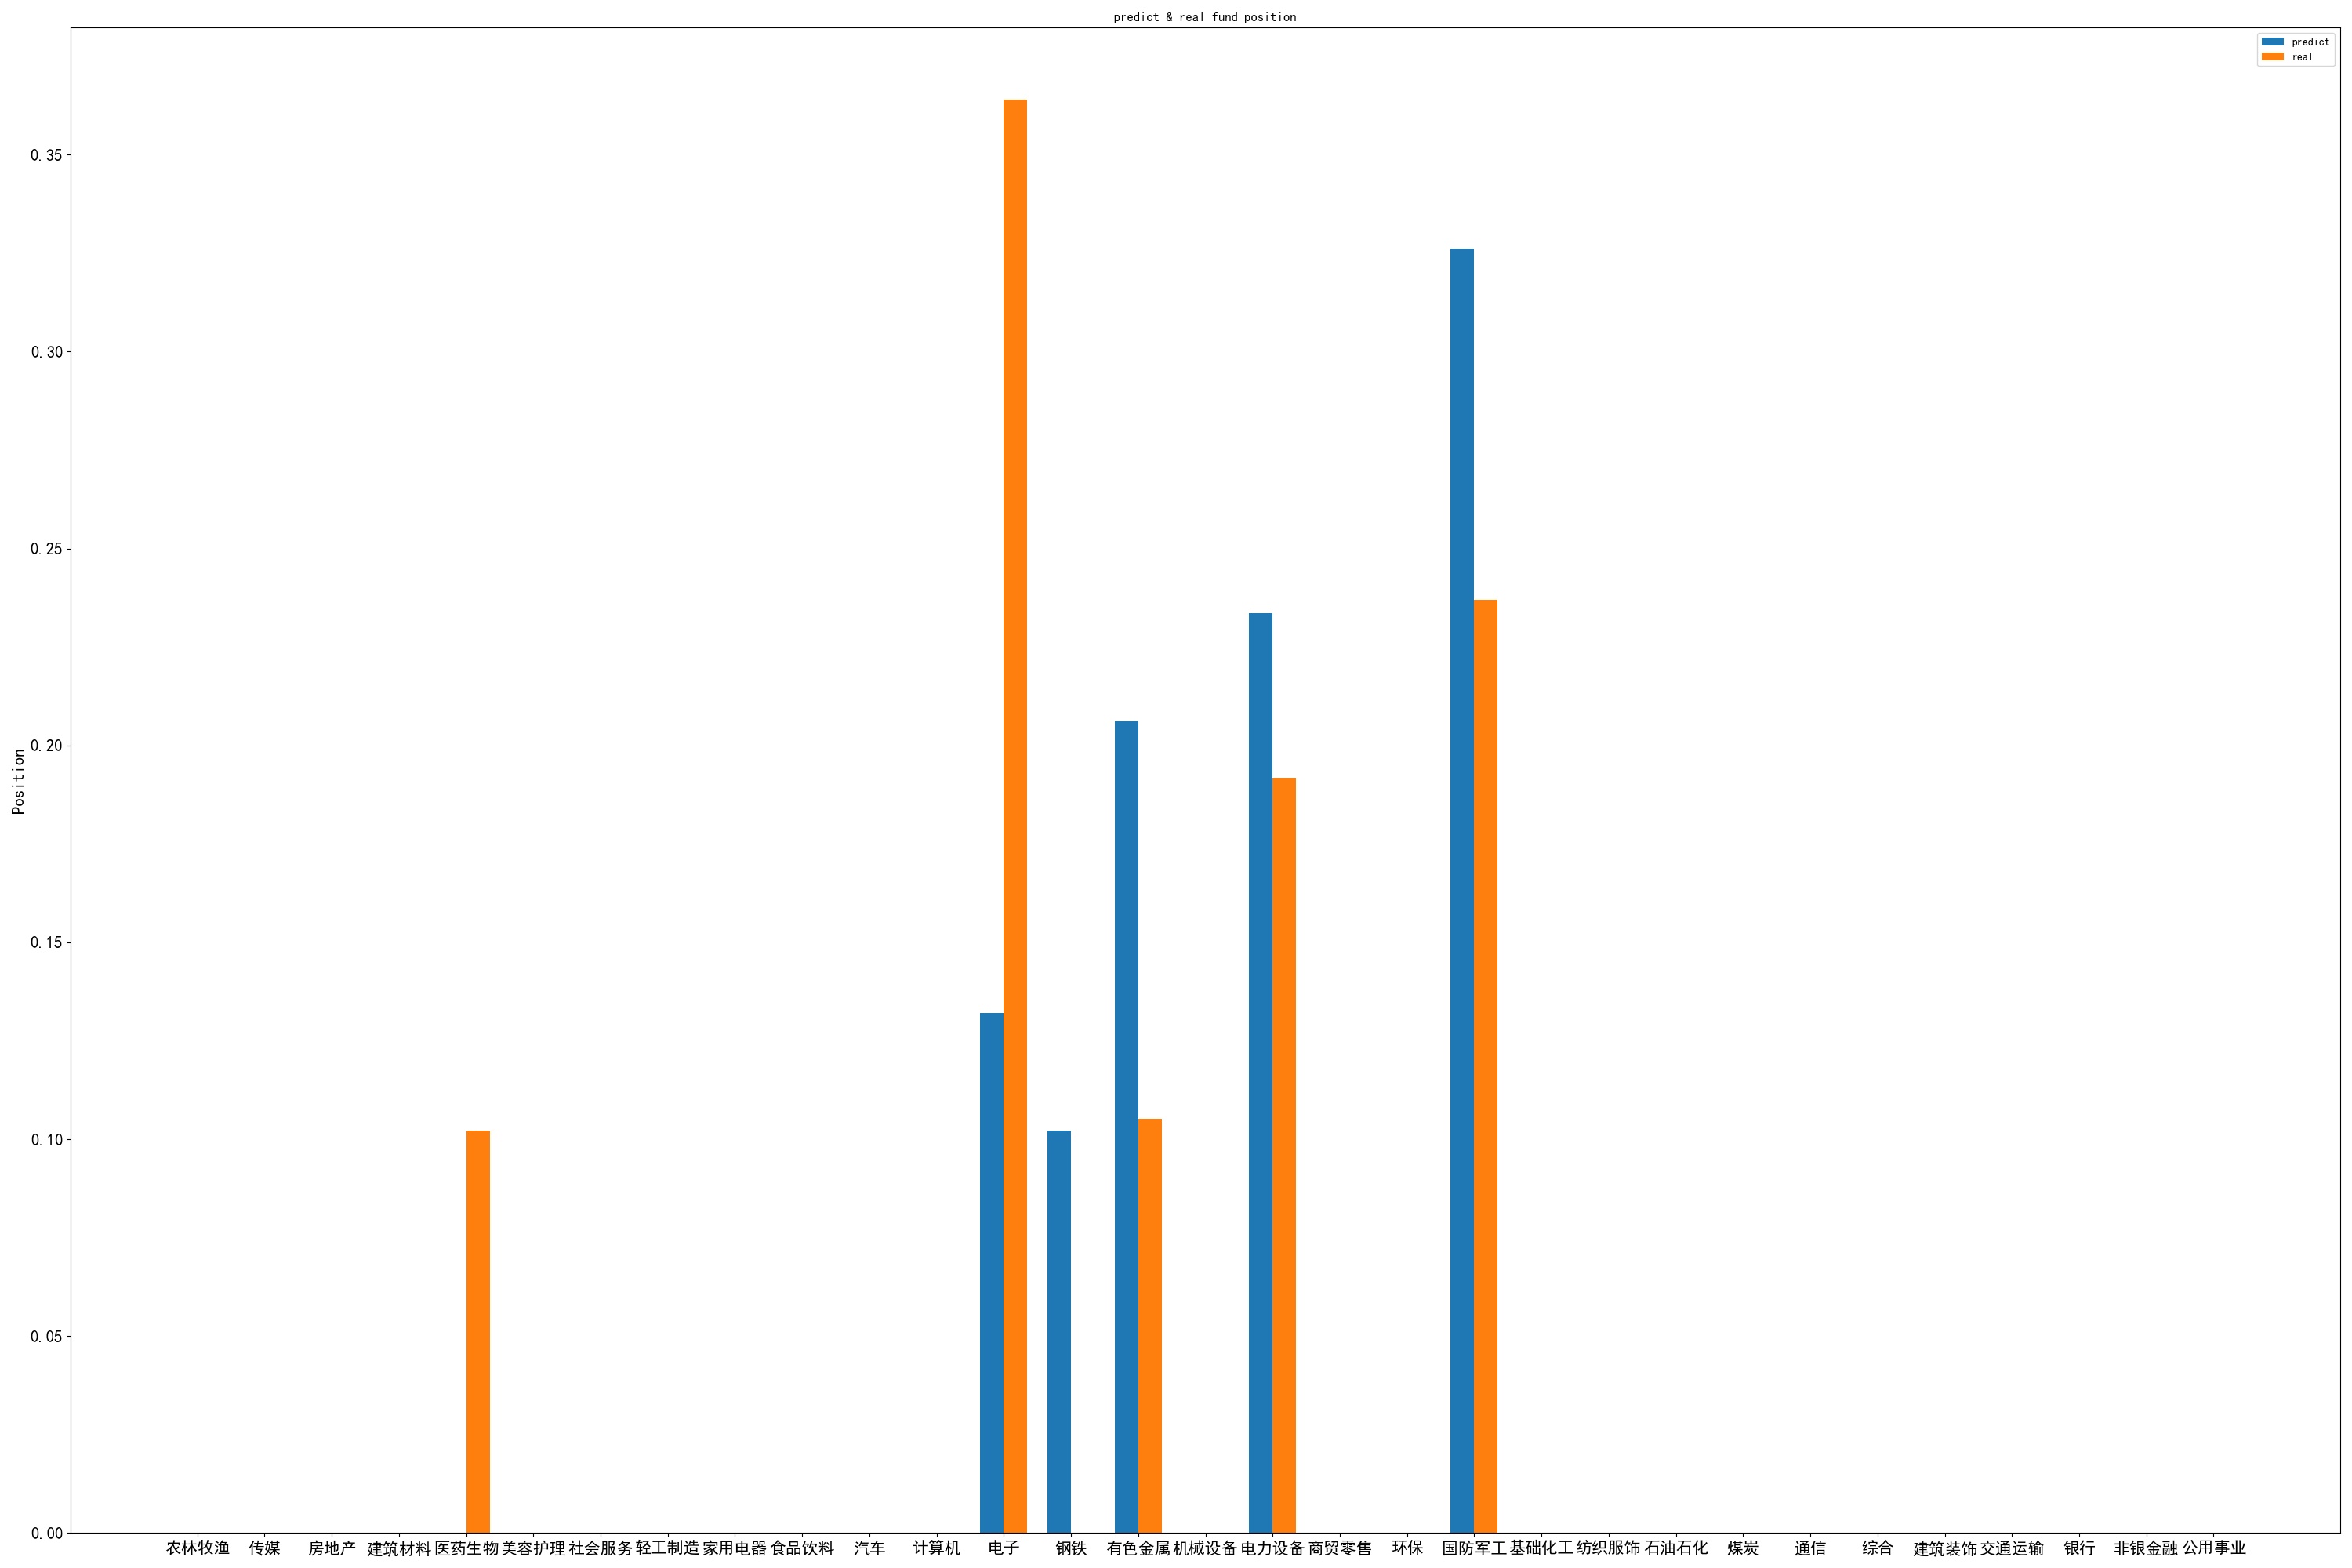 predict & real fund position
predict
real
0.35
0.30
0.25
0.20
0.15
0.10
0.05
0.00
Position
农林牧渔 传媒 房地产 建筑材料 医药生物 美容护理 社会服务 轻工制造 家用电器 食品饮料 汽车 计算机 电子 钢铁 有色金属 机械设备 电力设备 商贸零售 环保 国防军工 基础化工 纺织服饰 石油石化 煤炭 通信 综合 建筑装饰 交通运输 银行 非银金融 公用事业